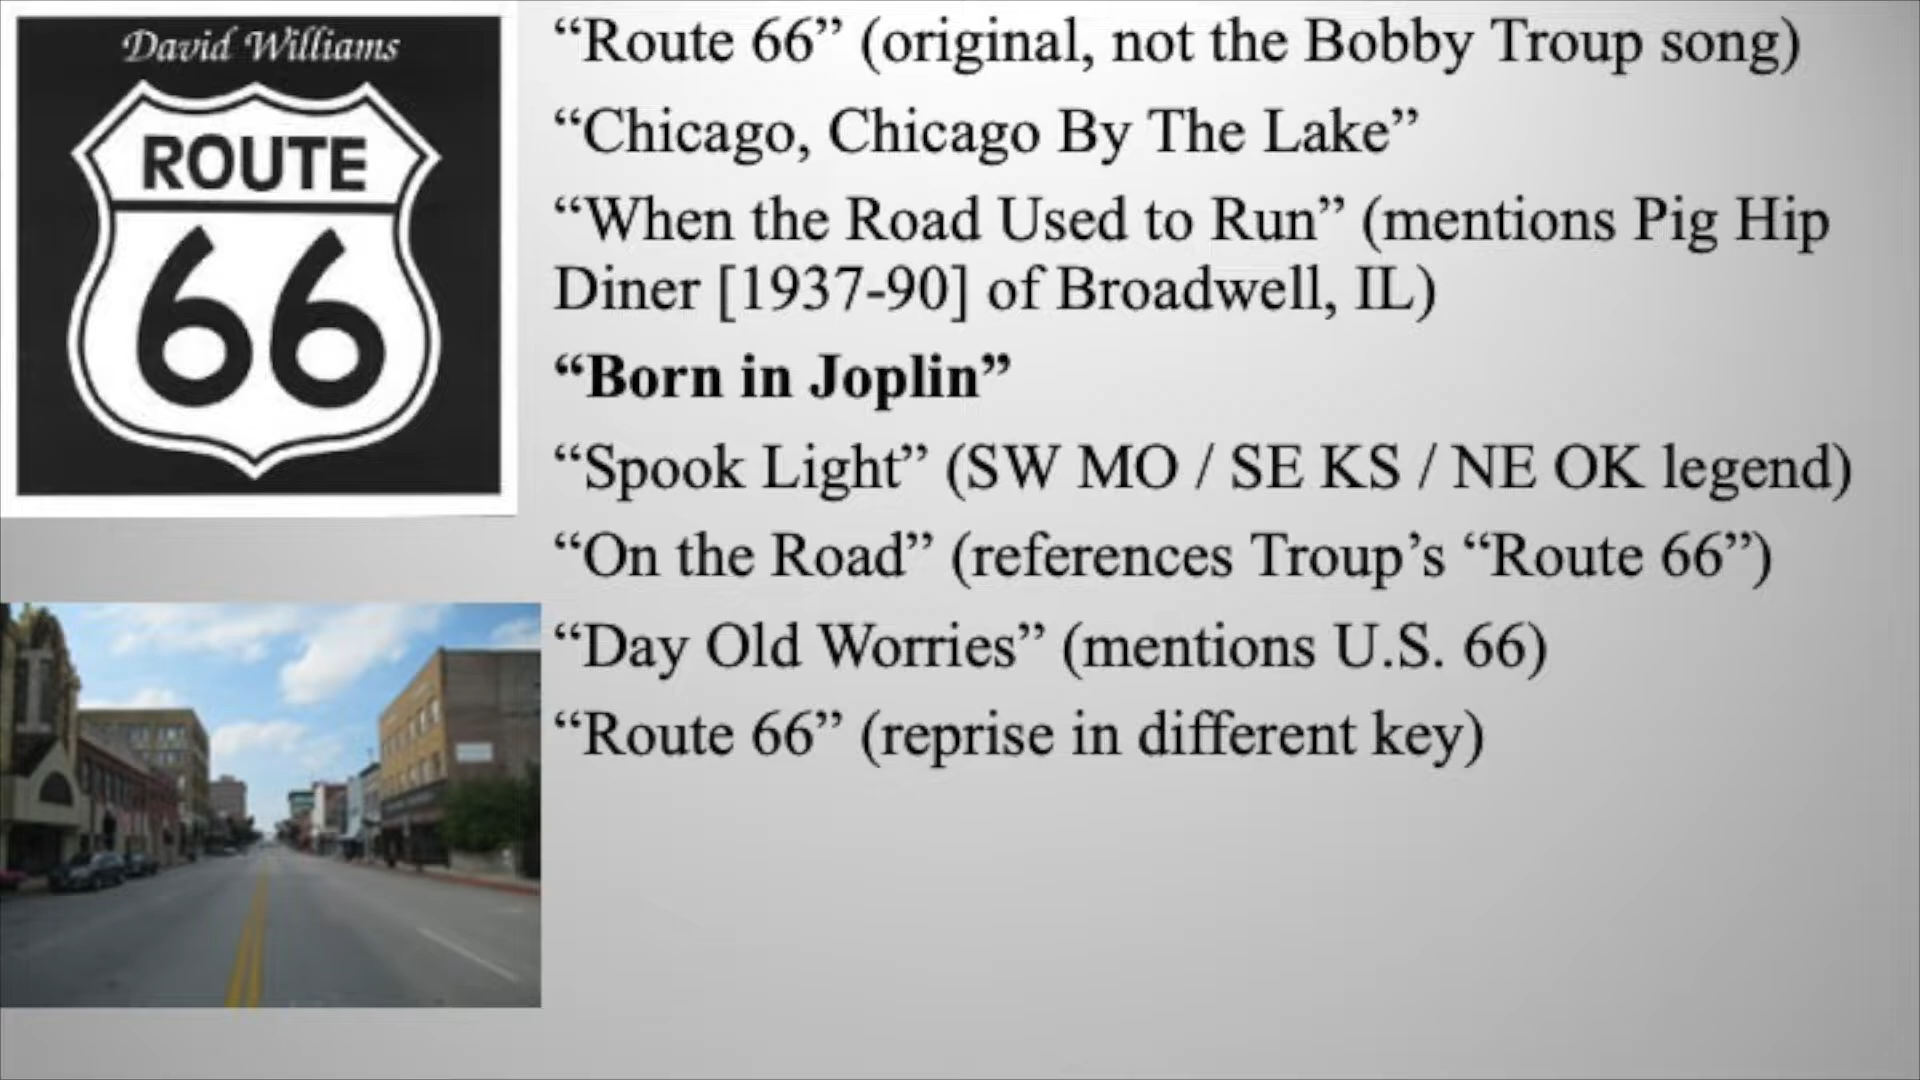 David Williams
ROUTE
66
“Route 66” (original, not the Bobby Troup song)
“Chicago, Chicago By The Lake”
“When the Road Used to Run” (mentions Pig Hip
Diner [1937-90] of Broadwell, IL)
“Born in Joplin”
“Spook Light” (SW MO / SE KS / NE OK legend)
“On the Road” (references Troup’s “Route 66”)
“Day Old Worries” (mentions U.S. 66)
“Route 66” (reprise in different key)